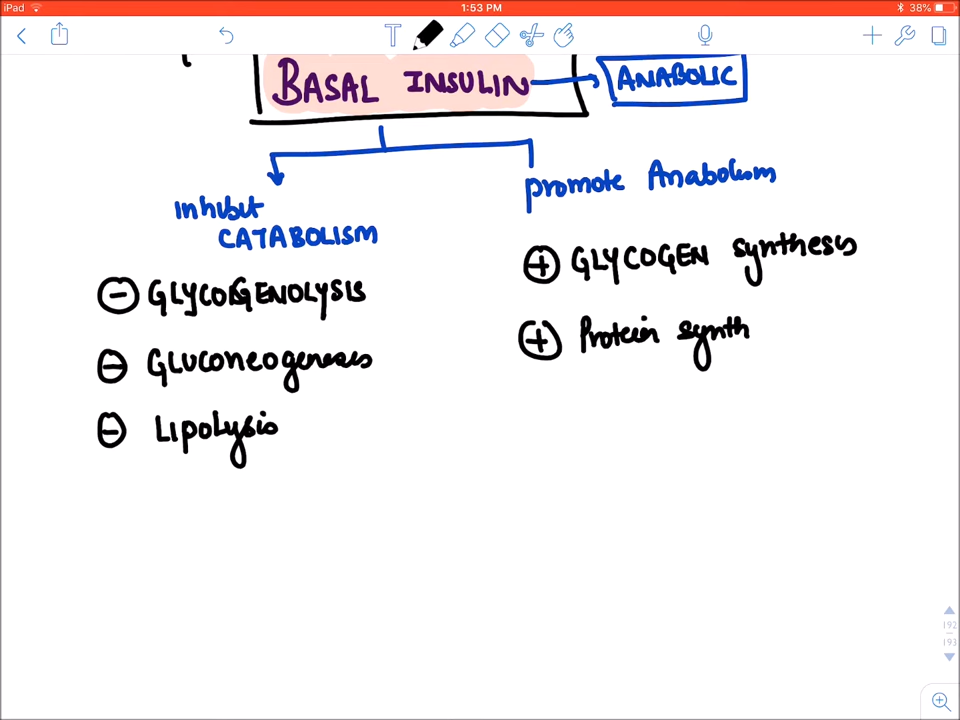 iPad 1:53 PM 38%
T
BASAL INSULIN
ANABOLIC
promote Anabolism
inhibit
CATABOLISM
+ GLYCOGEN synthesis
- GLYCOGENOLYSIS
+ Protein synth
- GLUCONEOgenesis
- LIPOLYSIS
192
193